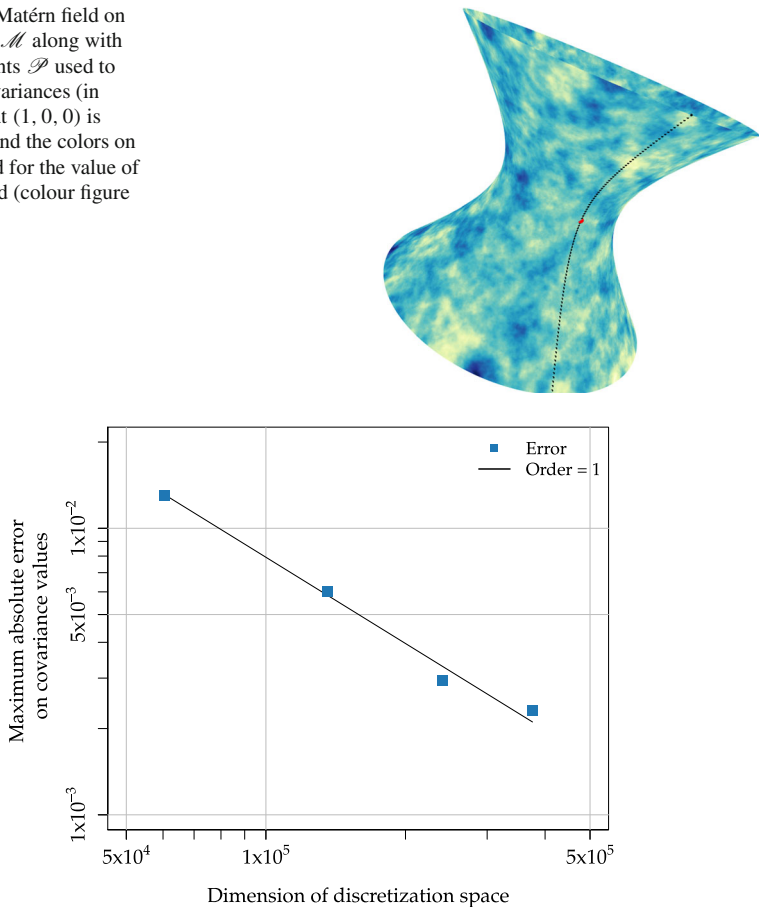 Matérn field on
ℳ along with
nts 𝒫 used to
variances (in
t (1, 0, 0) is
nd the colors on
d for the value of
d (colour figure
Error
Order = 1
Maximum absolute error
on covariance values
1x10⁻²
5x10⁻³
1x10⁻³
5x10⁴
1x10⁵
5x10⁵
Dimension of discretization space